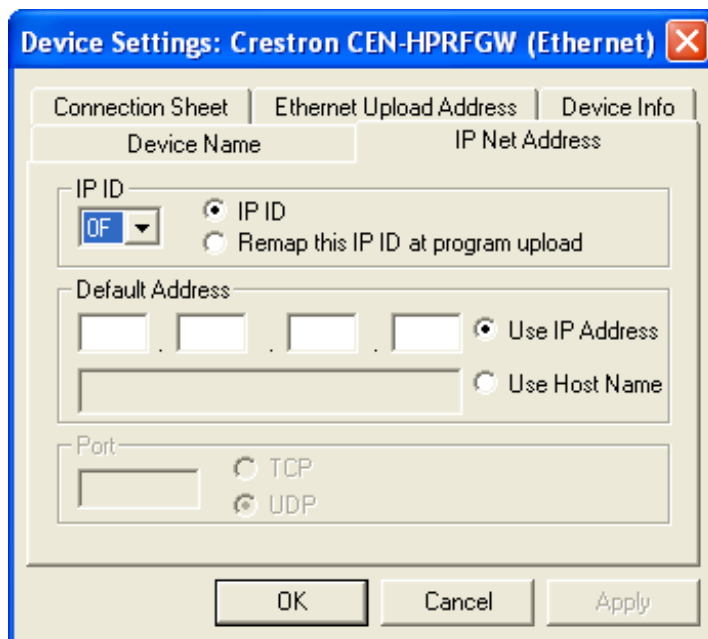 Device Settings: Crestron CEN-HPRFGW (Ethernet)
Connection Sheet Ethernet Upload Address Device Info
Device Name IP Net Address
IP ID
0F IP ID
Remap this IP ID at program upload
Default Address
. . . Use IP Address
Use Host Name
Port
TCP
UDP
OK Cancel Apply